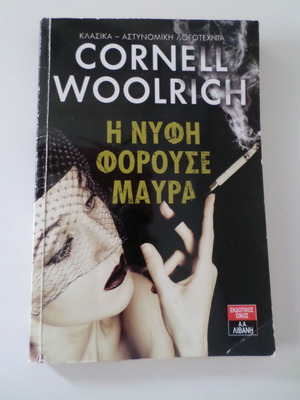 ΚΛΑΣΙΚΑ – ΑΣΤΥΝΟΜΙΚΗ ΛΟΓΟΤΕΧΝΙΑ
CORNELL
WOOLRICH
Η ΝΥΦΗ
ΦΟΡΟΥΣΕ
ΜΑΥΡΑ
ΕΚΔΟΤΙΚΟΣ
ΟΙΚΟΣ
Α.Α.
ΛΙΒΑΝΗ